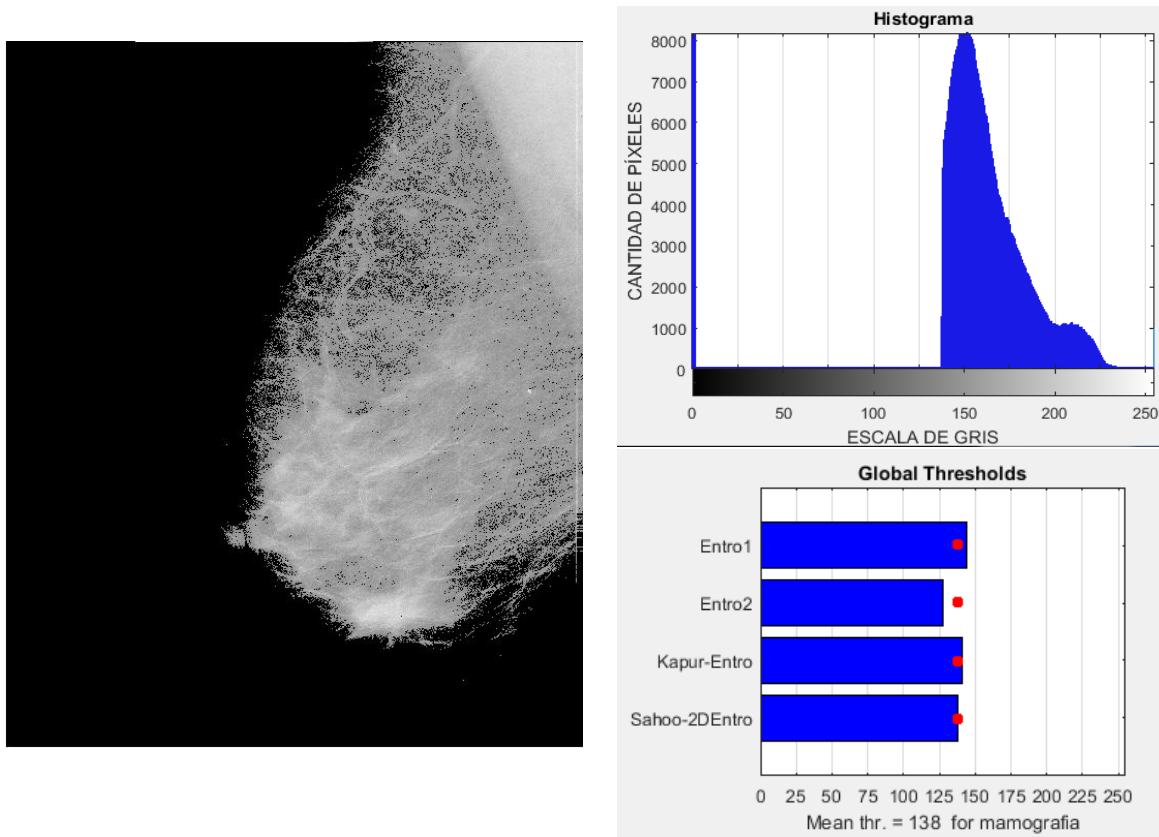 Histograma
8000
7000
6000
5000
4000
3000
2000
1000
0
CANTIDAD DE PÍXELES
0 50 100 150 200 250
ESCALA DE GRIS
Global Thresholds
Entro1
Entro2
Kapur-Entro
Sahoo-2DEntro
0 25 50 75 100 125 150 175 200 225 250
Mean thr. = 138 for mamografia